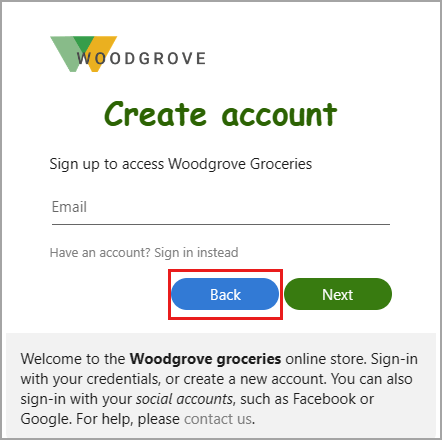 WOODGROVE
Create account
Sign up to access Woodgrove Groceries
Email
Have an account? Sign in instead
Back Next
Welcome to the Woodgrove groceries online store. Sign-in
with your credentials, or create a new account. You can also
sign-in with your social accounts, such as Facebook or
Google. For help, please contact us.